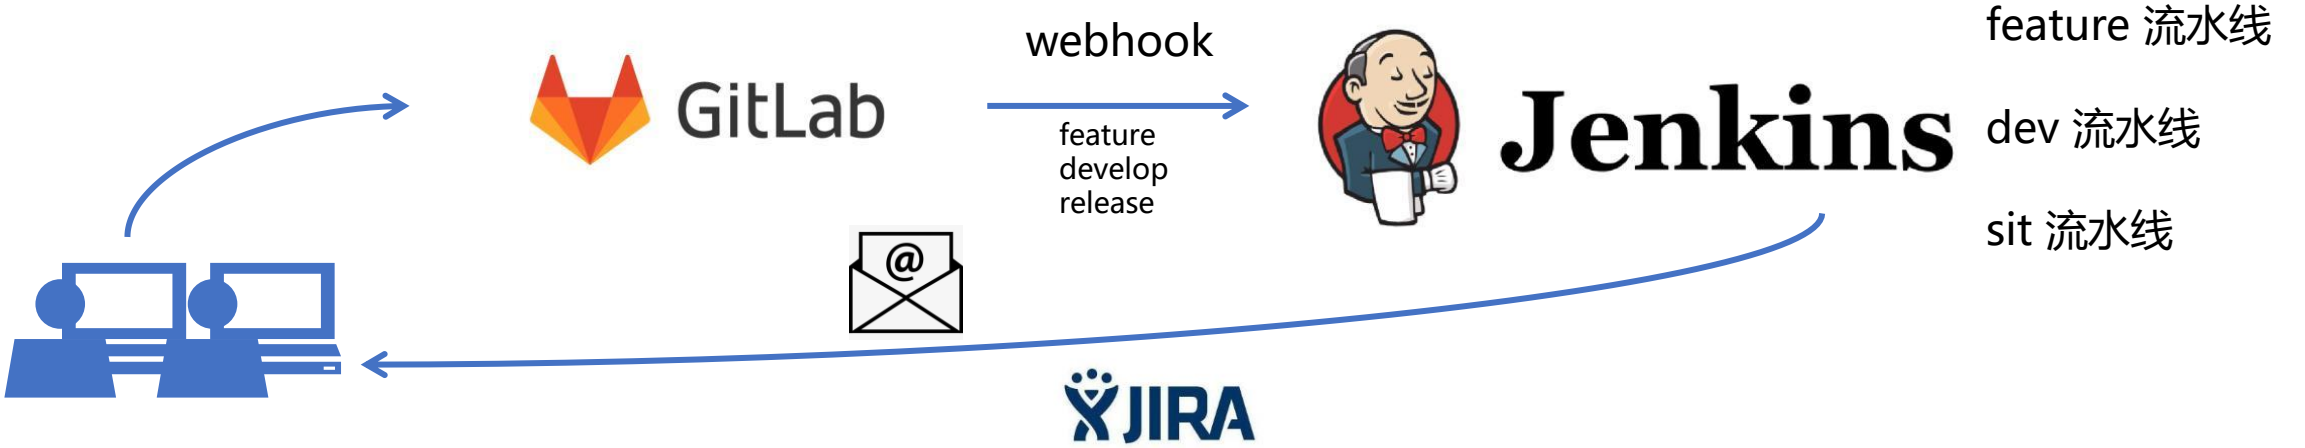 GitLab
webhook
feature
develop
release
Jenkins
feature 流水线
dev 流水线
sit 流水线
@
JIRA